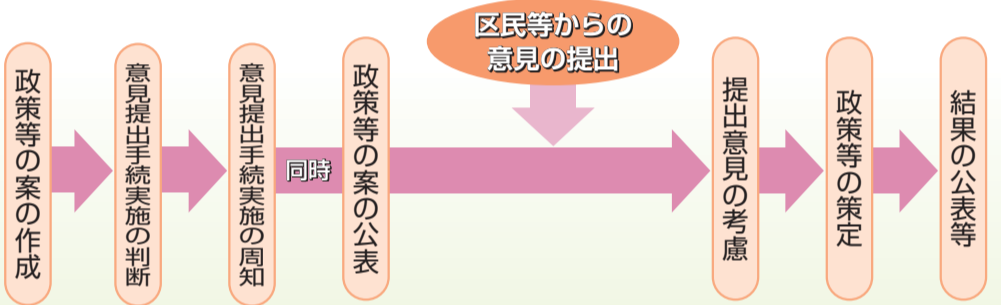 政策等の案の作成
意見提出手続実施の判断
意見提出手続実施の周知
同時
政策等の案の公表
区民等からの
意見の提出
提出意見の考慮
政策等の策定
結果の公表等